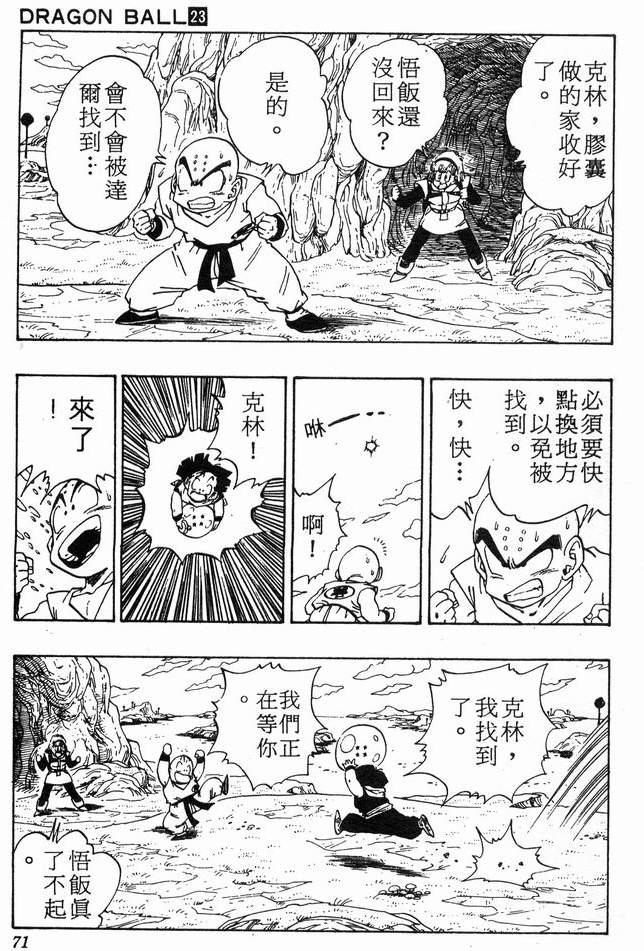 DRAGON BALL 23
克林，膠囊
做的家收好
了。
悟飯還
沒回來？
是的。
會不會被達
爾找到…
必須要快
點換地方
，以免被
找到。
快，快…
啊！
克林！
來了
！
克林，
我找到
了。
我們正
在等你
。
悟飯真
了不起
。
71